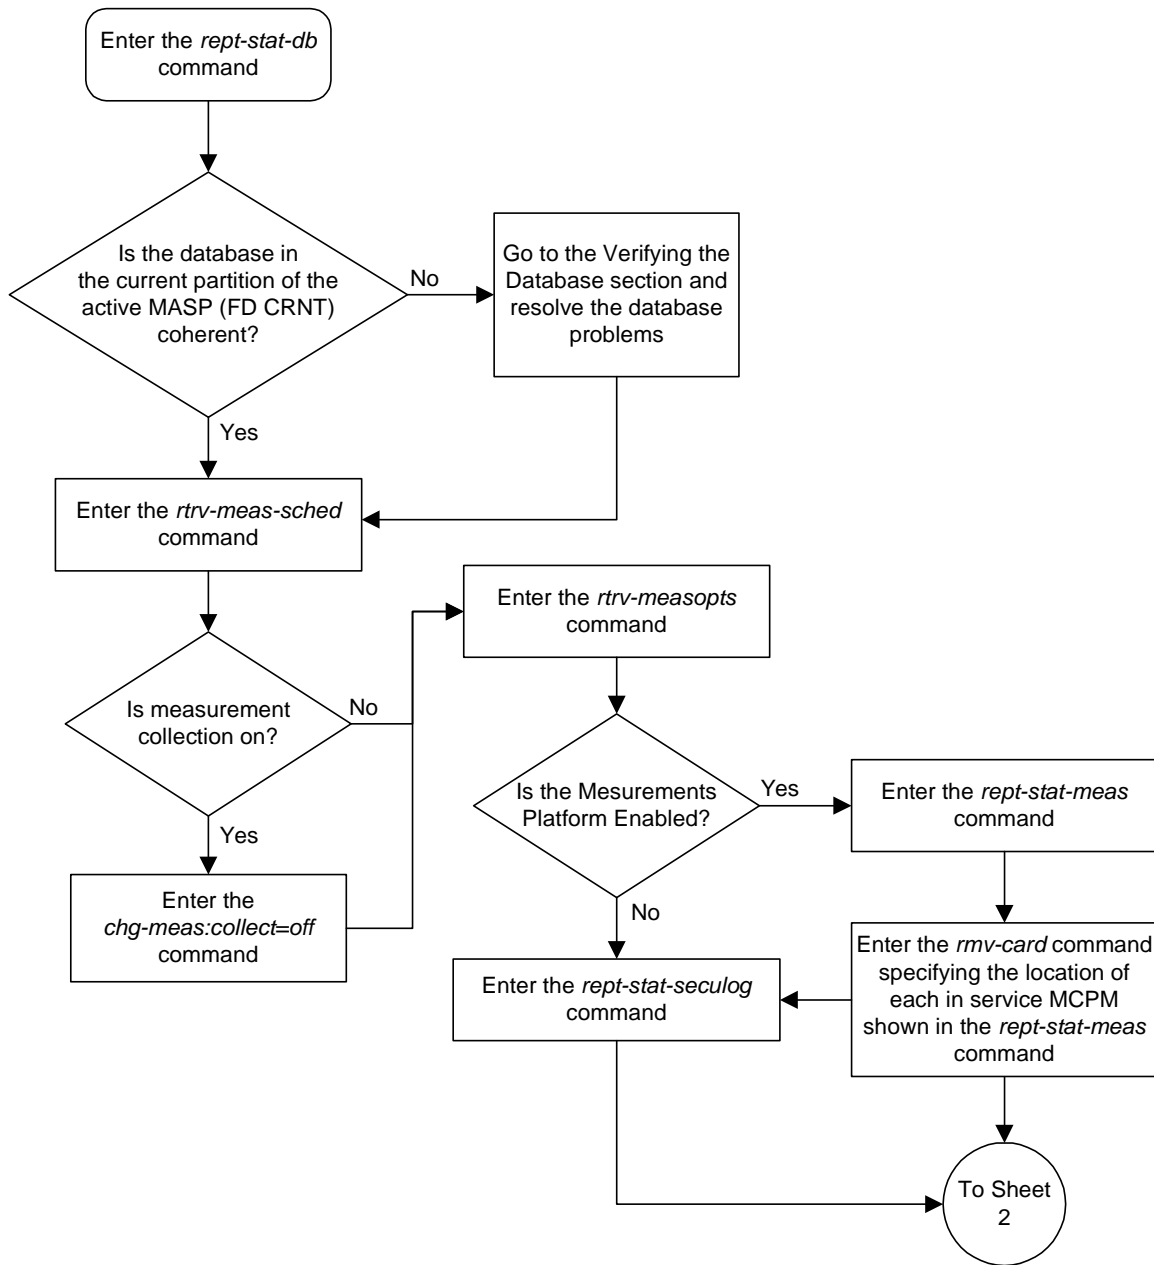 Enter the rept-stat-db
command
Is the database in
the current partition of the
active MASP (FD CRNT)
coherent?
No
Go to the Verifying the
Database section and
resolve the database
problems
Yes
Enter the rtrv-meas-sched
command
Is measurement
collection on?
No
Yes
Enter the
chg-meas:collect=off
command
Enter the rtrv-measopts
command
Is the Mesurements
Platform Enabled?
Yes
No
Enter the rept-stat-meas
command
Enter the rmv-card command
specifying the location of
each in service MCPM
shown in the rept-stat-meas
command
Enter the rept-stat-seculog
command
To Sheet
2